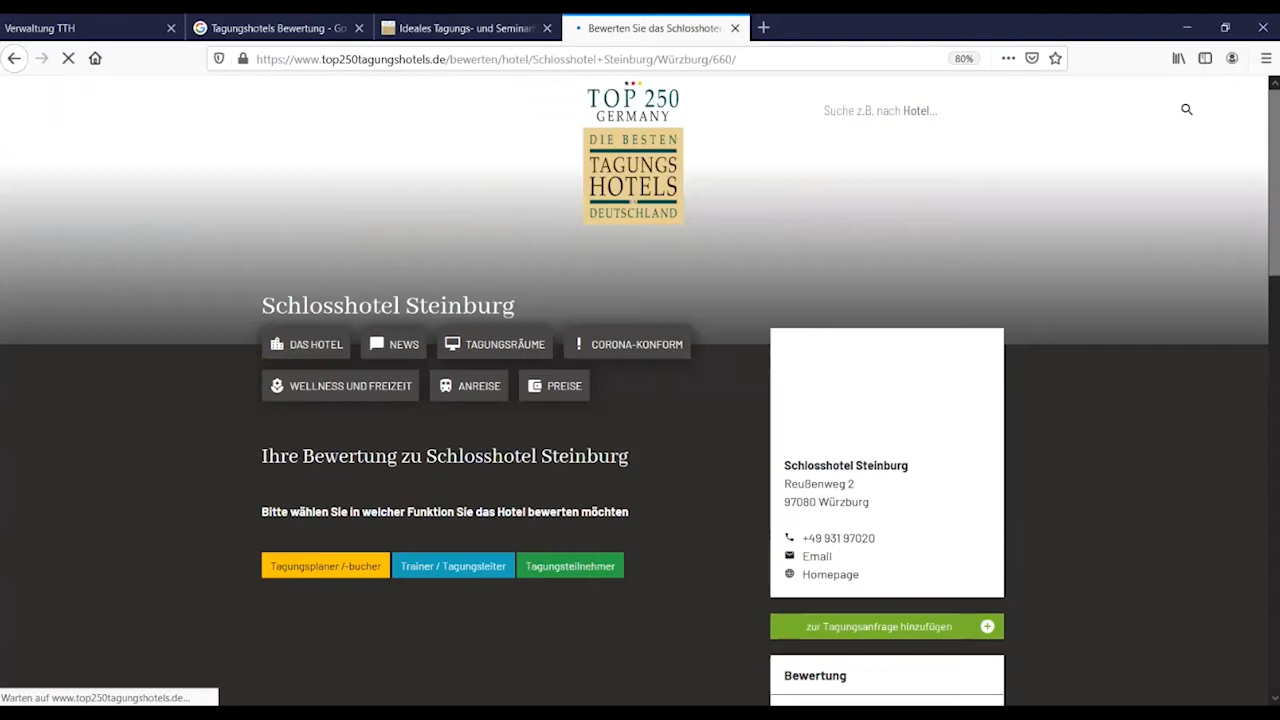 Verwaltung TTH
Tagungshotels Bewertung - Go
Ideales Tagungs- und Seminarh
Bewerten Sie das Schlosshotel
https://www.top250tagungshotels.de/bewerten/hotel/Schlosshotel+Steinburg/Würzburg/660/
80%
TOP 250
GERMANY
DIE BESTEN
TAGUNGS
HOTELS
IN
DEUTSCHLAND
Suche z.B. nach Hotel...
Schlosshotel Steinburg
DAS HOTEL
NEWS
TAGUNGSRÄUME
CORONA-KONFORM
WELLNESS UND FREIZEIT
ANREISE
PREISE
Ihre Bewertung zu Schlosshotel Steinburg
Bitte wählen Sie in welcher Funktion Sie das Hotel bewerten möchten
Tagungsplaner /-bucher
Trainer / Tagungsleiter
Tagungsteilnehmer
Schlosshotel Steinburg
Reußenweg 2
97080 Würzburg
+49 931 97020
Email
Homepage
zur Tagungsanfrage hinzufügen
Bewertung
Warten auf www.top250tagungshotels.de...